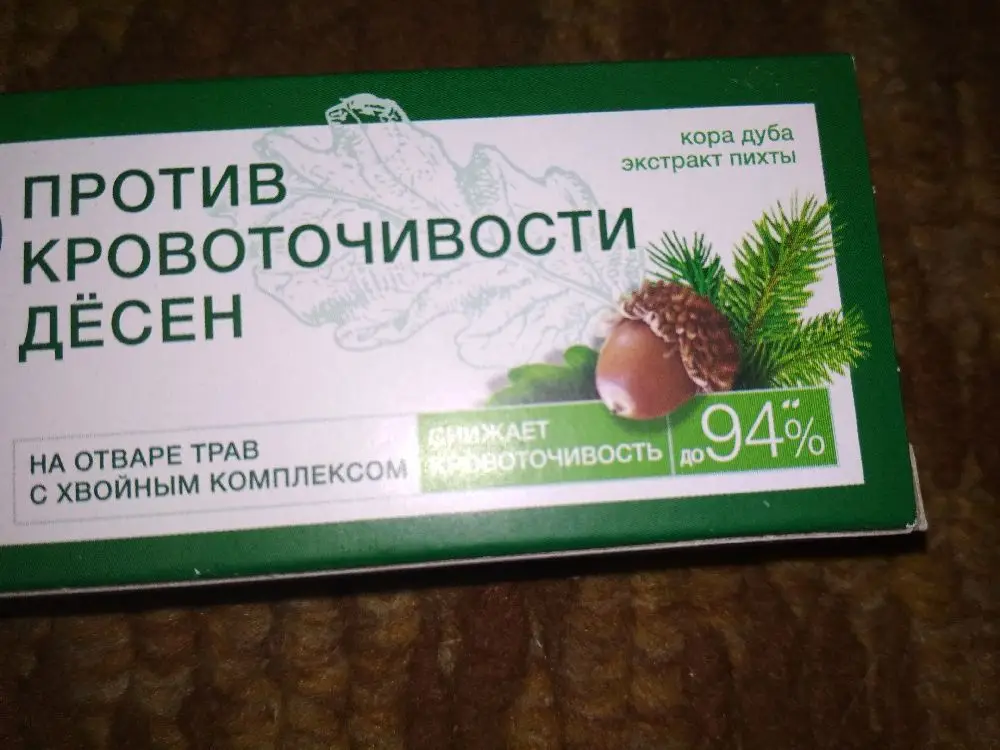 кора дуба
экстракт пихты
ПРОТИВ
КРОВОТОЧИВОСТИ
ДЁСЕН
НА ОТВАРЕ ТРАВ
С ХВОЙНЫМ КОМПЛЕКСОМ
СНИЖАЕТ
КРОВОТОЧИВОСТЬ
до 94**%